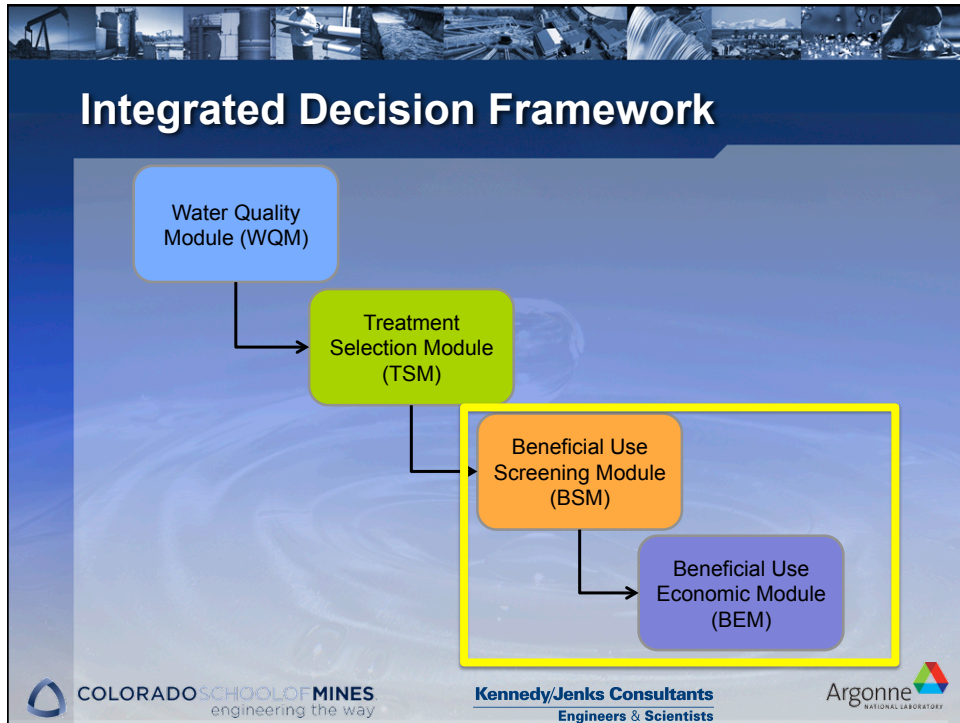 Integrated Decision Framework
Water Quality
Module (WQM)
Treatment
Selection Module
(TSM)
Beneficial Use
Screening Module
(BSM)
Beneficial Use
Economic Module
(BEM)
COLORADOSCHOOLOFMINES
engineering the way
Kennedy/Jenks Consultants
Engineers & Scientists
Argonne
NATIONAL LABORATORY